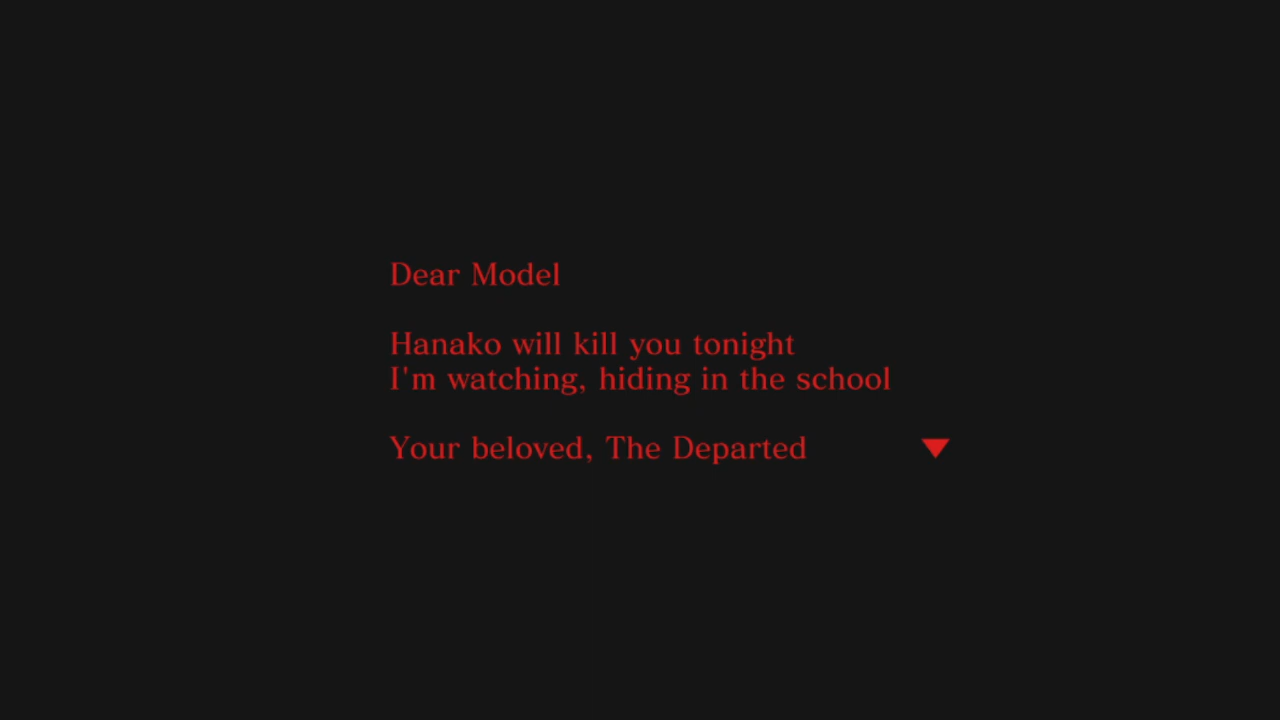 Dear Model
Hanako will kill you tonight
I'm watching, hiding in the school
Your beloved, The Departed